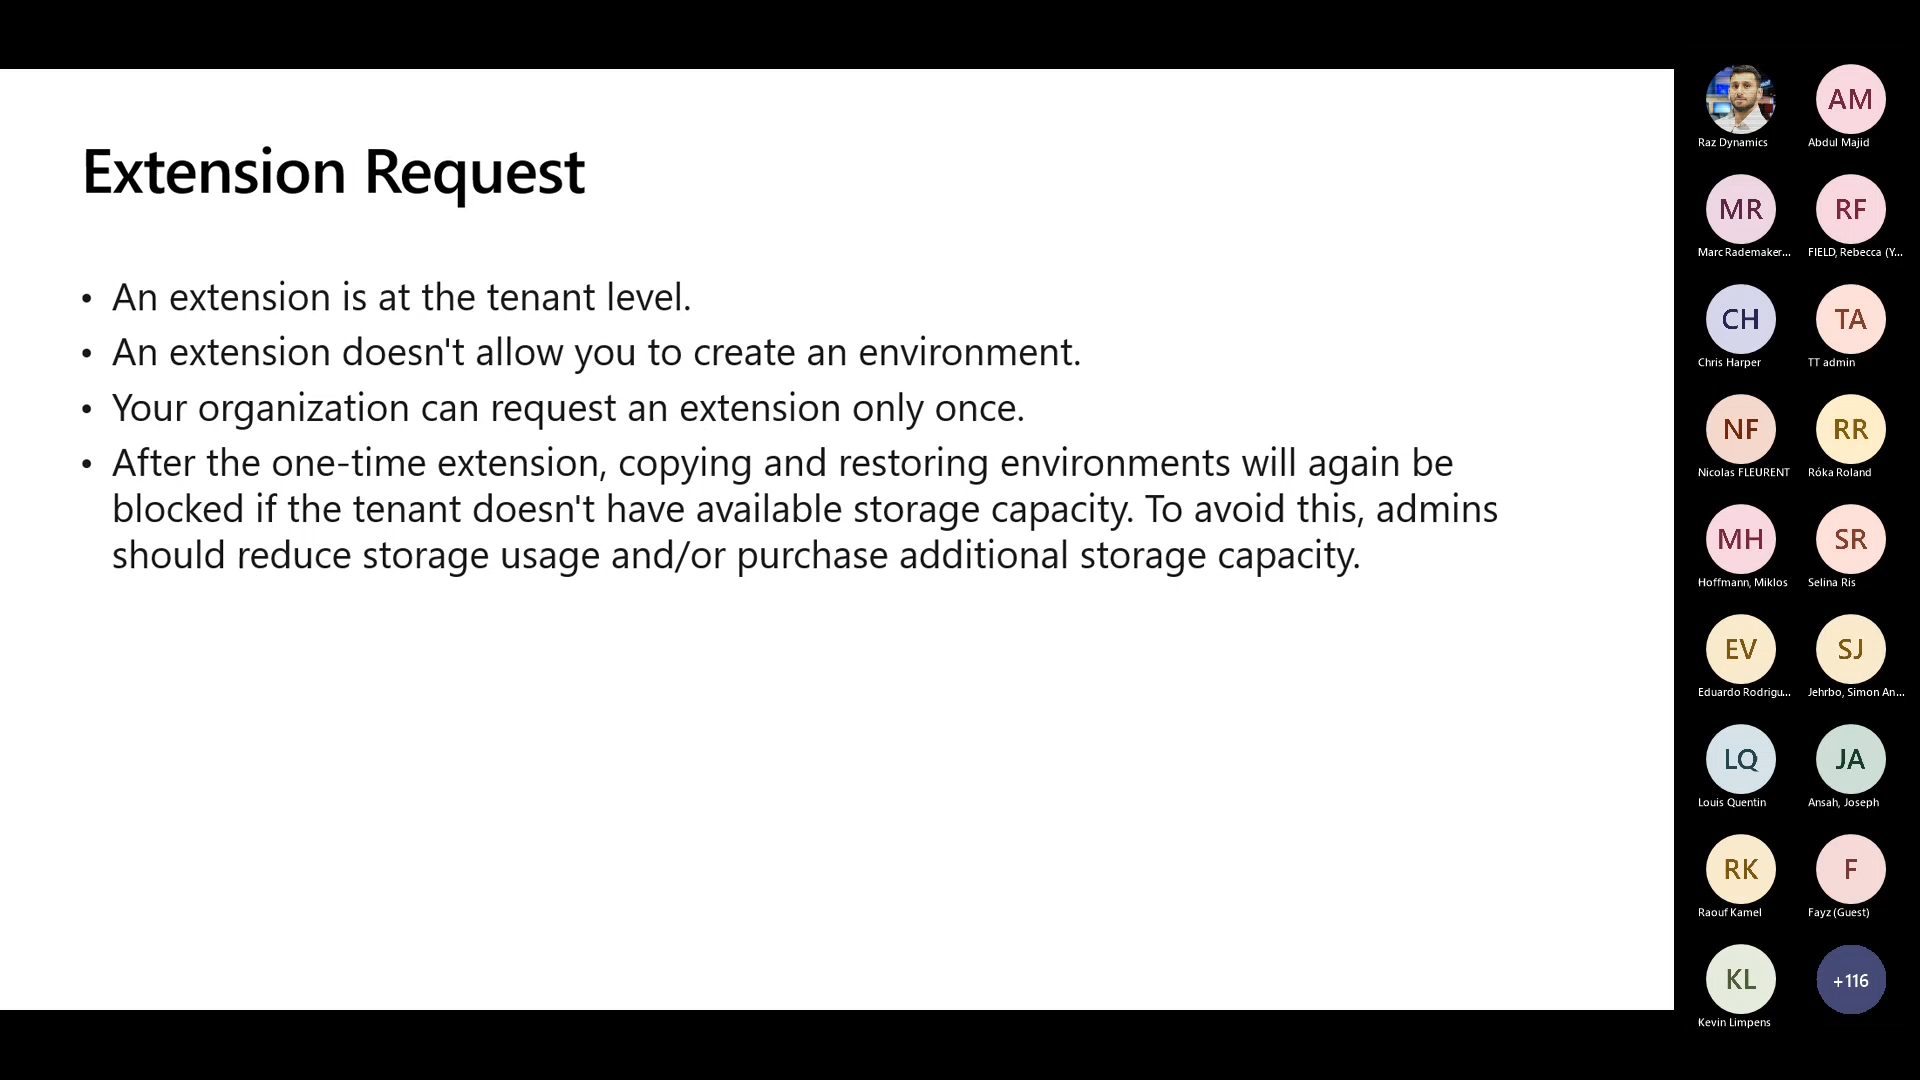 Extension Request
• An extension is at the tenant level.
• An extension doesn't allow you to create an environment.
• Your organization can request an extension only once.
• After the one-time extension, copying and restoring environments will again be
blocked if the tenant doesn't have available storage capacity. To avoid this, admins
should reduce storage usage and/or purchase additional storage capacity.
AM
Raz Dynamics
Abdul Majid
MR
RF
Marc Rademaker...
FIELD, Rebecca (Y...
CH
TA
Chris Harper
TT admin
NF
RR
Nicolas FLEURENT
Róka Roland
MH
SR
Hoffmann, Miklos
Selina Ris
EV
SJ
Eduardo Rodrigu...
Jehrbo, Simon An...
LQ
JA
Louis Quentin
Ansah, Joseph
RK
F
Raouf Kamel
Fayz (Guest)
KL
+116
Kevin Limpens